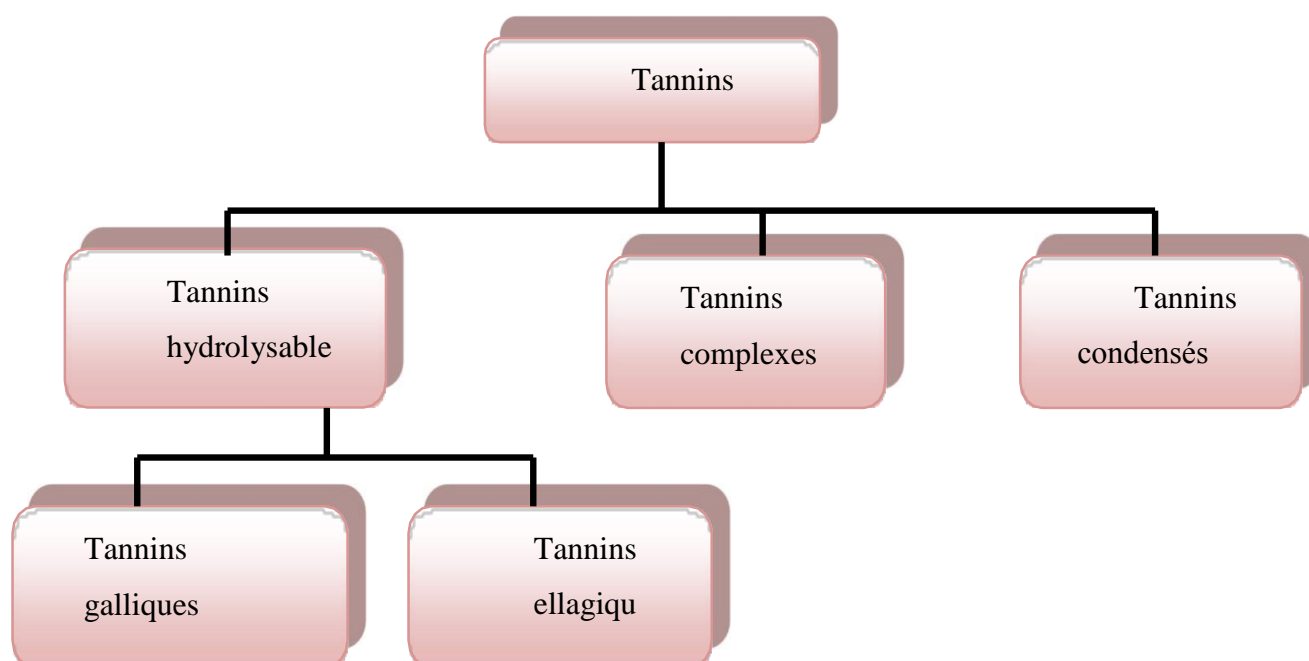 Tannins
Tannins
hydrolysable
Tannins
complexes
Tannins
condensés
Tannins
galliques
Tannins
ellagiqu